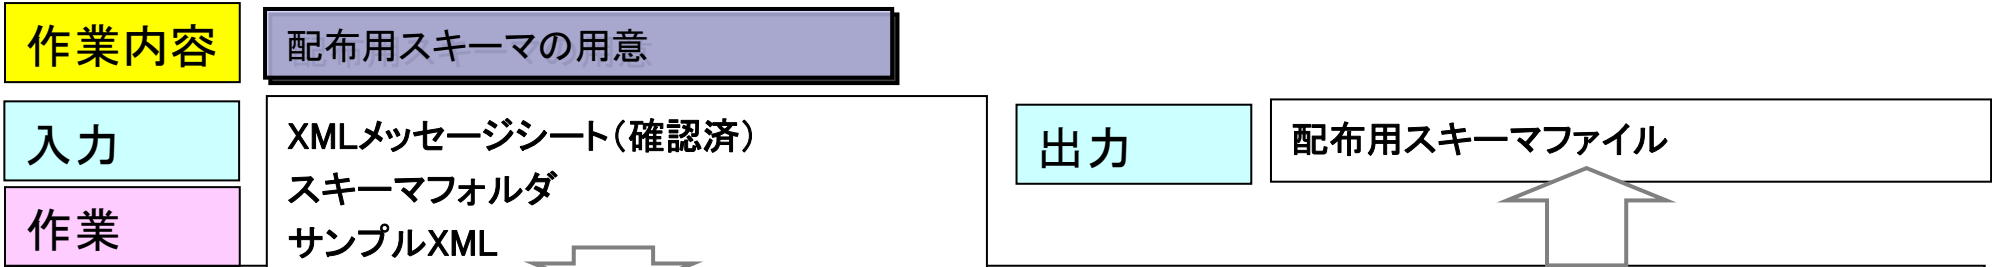 作業内容
配布用スキーマの用意
入力
XMLメッセージシート（確認済）
スキーマフォルダ
サンプルXML
出力
配布用スキーマファイル
作業